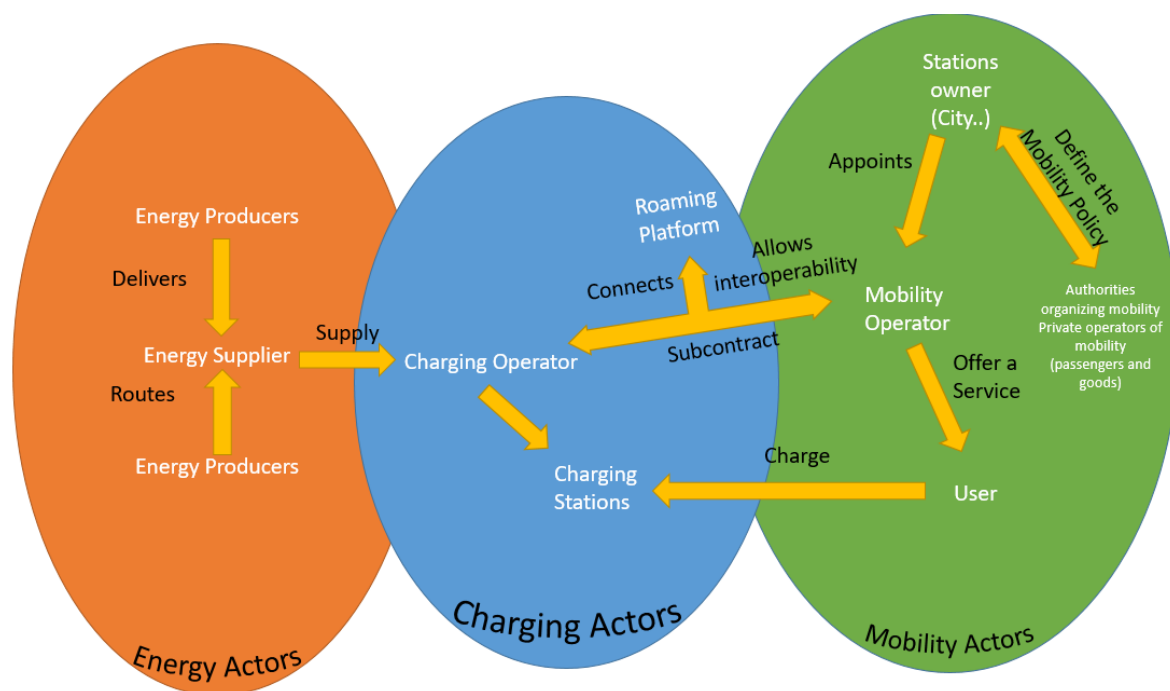 Energy Producers
Delivers
Energy Supplier
Routes
Energy Producers
Energy Actors
Supply
Roaming
Platform
Connects
Allows
interoperability
Subcontract
Charging Operator
Charging
Stations
Charge
Charging Actors
Stations
owner
(City..)
Appoints
Define the
Mobility Policy
Mobility
Operator
Authorities
organizing mobility
Private operators of
mobility
(passengers and
goods)
Offer a
Service
User
Mobility Actors